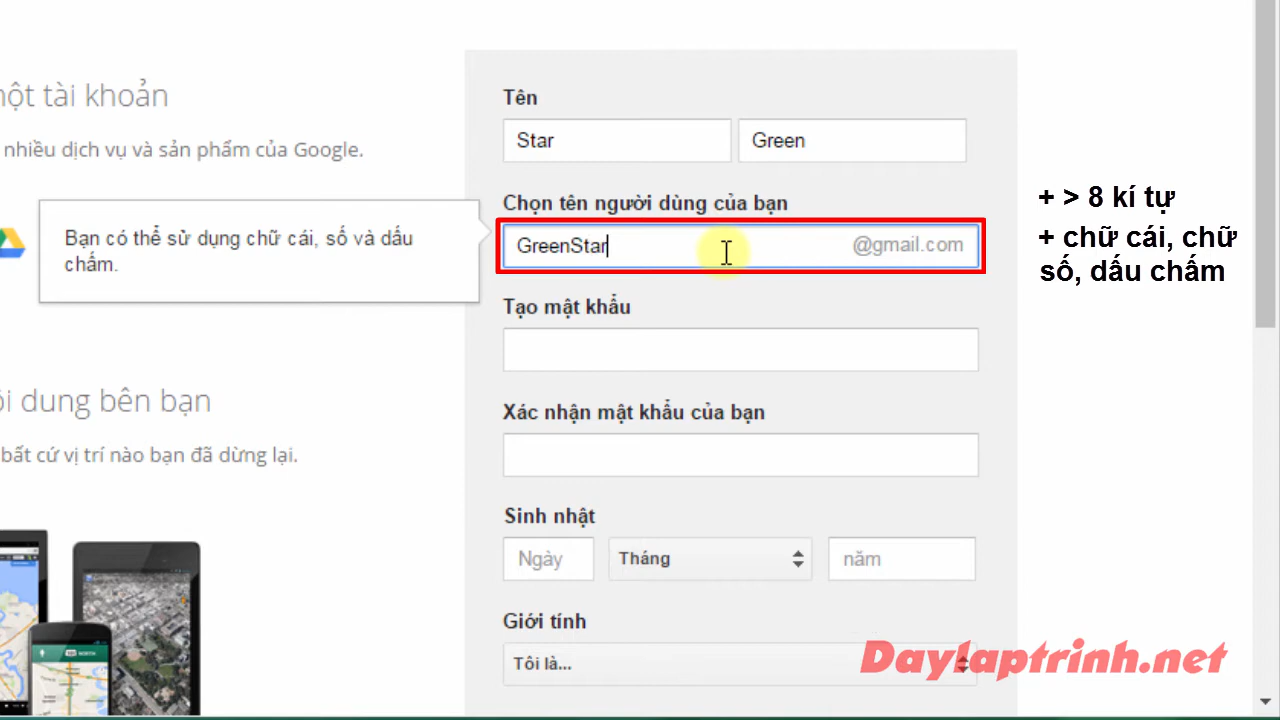 một tài khoản
nhiều dịch vụ và sản phẩm của Google.
Bạn có thể sử dụng chữ cái, số và dấu
chấm.
dung bên bạn
bất cứ vị trí nào bạn đã dừng lại.
Tên
Star
Green
Chọn tên người dùng của bạn
GreenStar
@gmail.com
Tạo mật khẩu
Xác nhận mật khẩu của bạn
Sinh nhật
Ngày
Tháng
năm
Giới tính
Tôi là...
+ > 8 kí tự
+ chữ cái, chữ
số, dấu chấm
Daylaptrinh.net